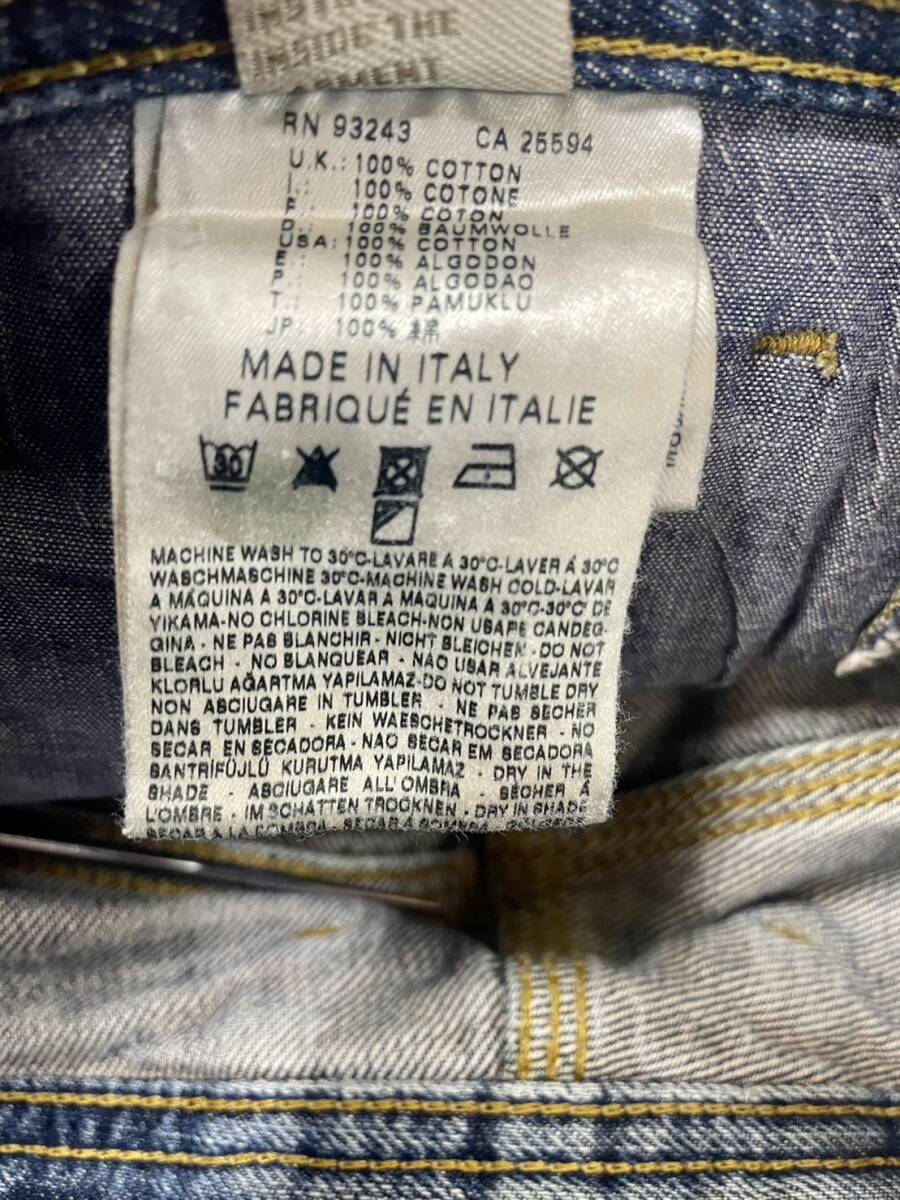 INSIDE THE
RN 93243 CA 25594
U.K.: 100% COTTON
I.: 100% COTONE
F.: 100% COTON
D.: 100% BAUMWOLLE
USA: 100% COTTON
E.: 100% ALGODON
P.: 100% ALGODAO
T.: 100% PAMUKLU
JP: 100% 綿
MADE IN ITALY
FABRIQUÉ EN ITALIE
30
MACHINE WASH TO 30°C-LAVARE A 30°C-LAVER Á 30°C
WASCHMASCHINE 30°C-MACHINE WASH COLD-LAVAR
A MÁQUINA A 30°C-LAVAR A MÁQUINA A 30°C-30°C DE
YIKAMA-NO CHLORINE BLEACH-NON USARE CANDEG-
GINA - NE PAS BLANCHIR - NICHT BLEICHEN - DO NOT
BLEACH - NO BLANQUEAR - NÃO USAR ALVEJANTE
KLORLU AĞARTMA YAPILAMAZ-DO NOT TUMBLE DRY
NON ASCIUGARE IN TUMBLER - NE PAS SECHER
DANS TUMBLER - KEIN WAESCHETROCKNER - NO
SECAR EN SECADORA - NAO SECAR EM SECADORA
SANTRİFÜJLÜ KURUTMA YAPILAMAZ - DRY IN THE
SHADE - ASCIUGARE ALL'OMBRA - SÉCHER Á
L'OMBRE - IM SCHATTEN TROCKNEN - DRY IN SHADE